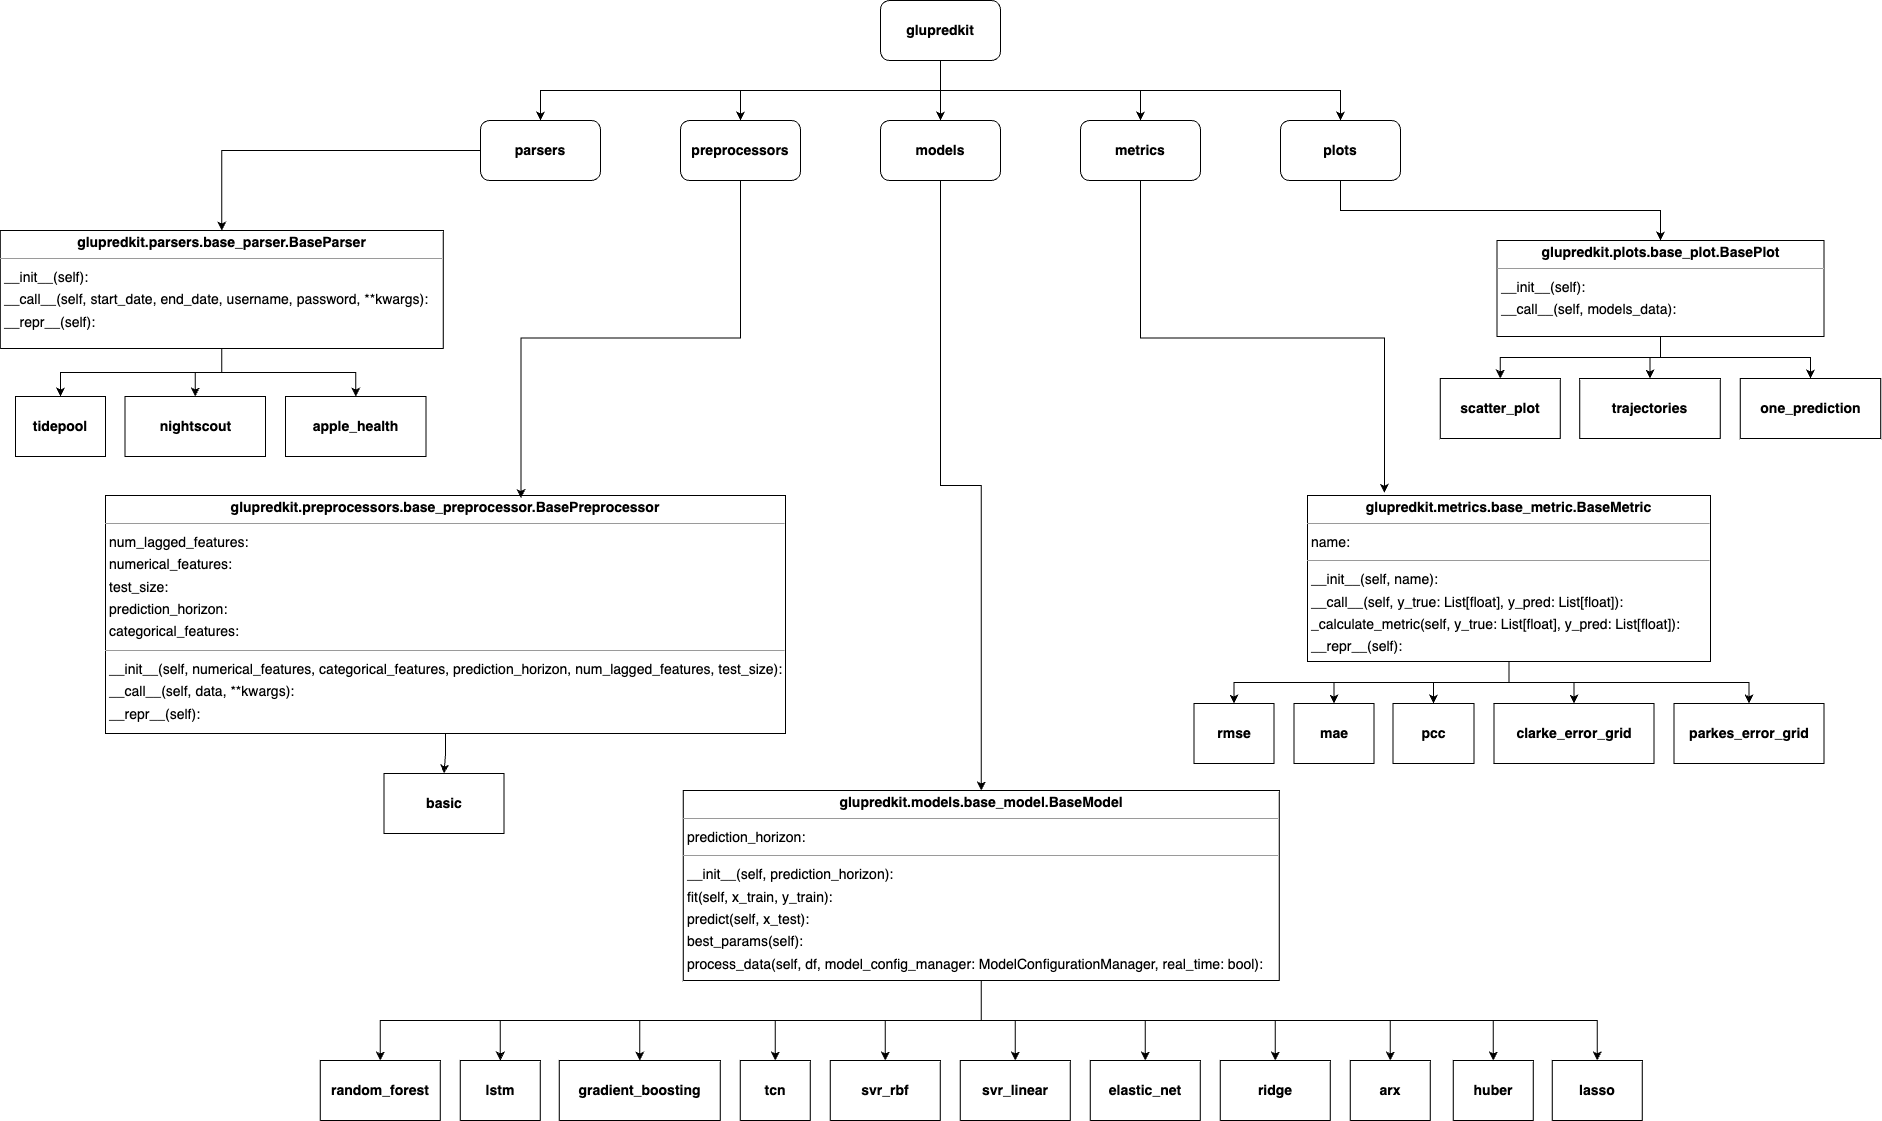 glupredkit
parsers
preprocessors
models
metrics
plots
glupredkit.parsers.base_parser.BaseParser
__init__(self):
__call__(self, start_date, end_date, username, password, **kwargs):
__repr__(self):
tidepool
nightscout
apple_health
glupredkit.plots.base_plot.BasePlot
__init__(self):
__call__(self, models_data):
scatter_plot
trajectories
one_prediction
glupredkit.preprocessors.base_preprocessor.BasePreprocessor
num_lagged_features:
numerical_features:
test_size:
prediction_horizon:
categorical_features:
__init__(self, numerical_features, categorical_features, prediction_horizon, num_lagged_features, test_size):
__call__(self, data, **kwargs):
__repr__(self):
basic
glupredkit.metrics.base_metric.BaseMetric
name:
__init__(self, name):
__call__(self, y_true: List[float], y_pred: List[float]):
_calculate_metric(self, y_true: List[float], y_pred: List[float]):
__repr__(self):
rmse
mae
pcc
clarke_error_grid
parkes_error_grid
glupredkit.models.base_model.BaseModel
prediction_horizon:
__init__(self, prediction_horizon):
fit(self, x_train, y_train):
predict(self, x_test):
best_params(self):
process_data(self, df, model_config_manager: ModelConfigurationManager, real_time: bool):
random_forest
lstm
gradient_boosting
tcn
svr_rbf
svr_linear
elastic_net
ridge
arx
huber
lasso